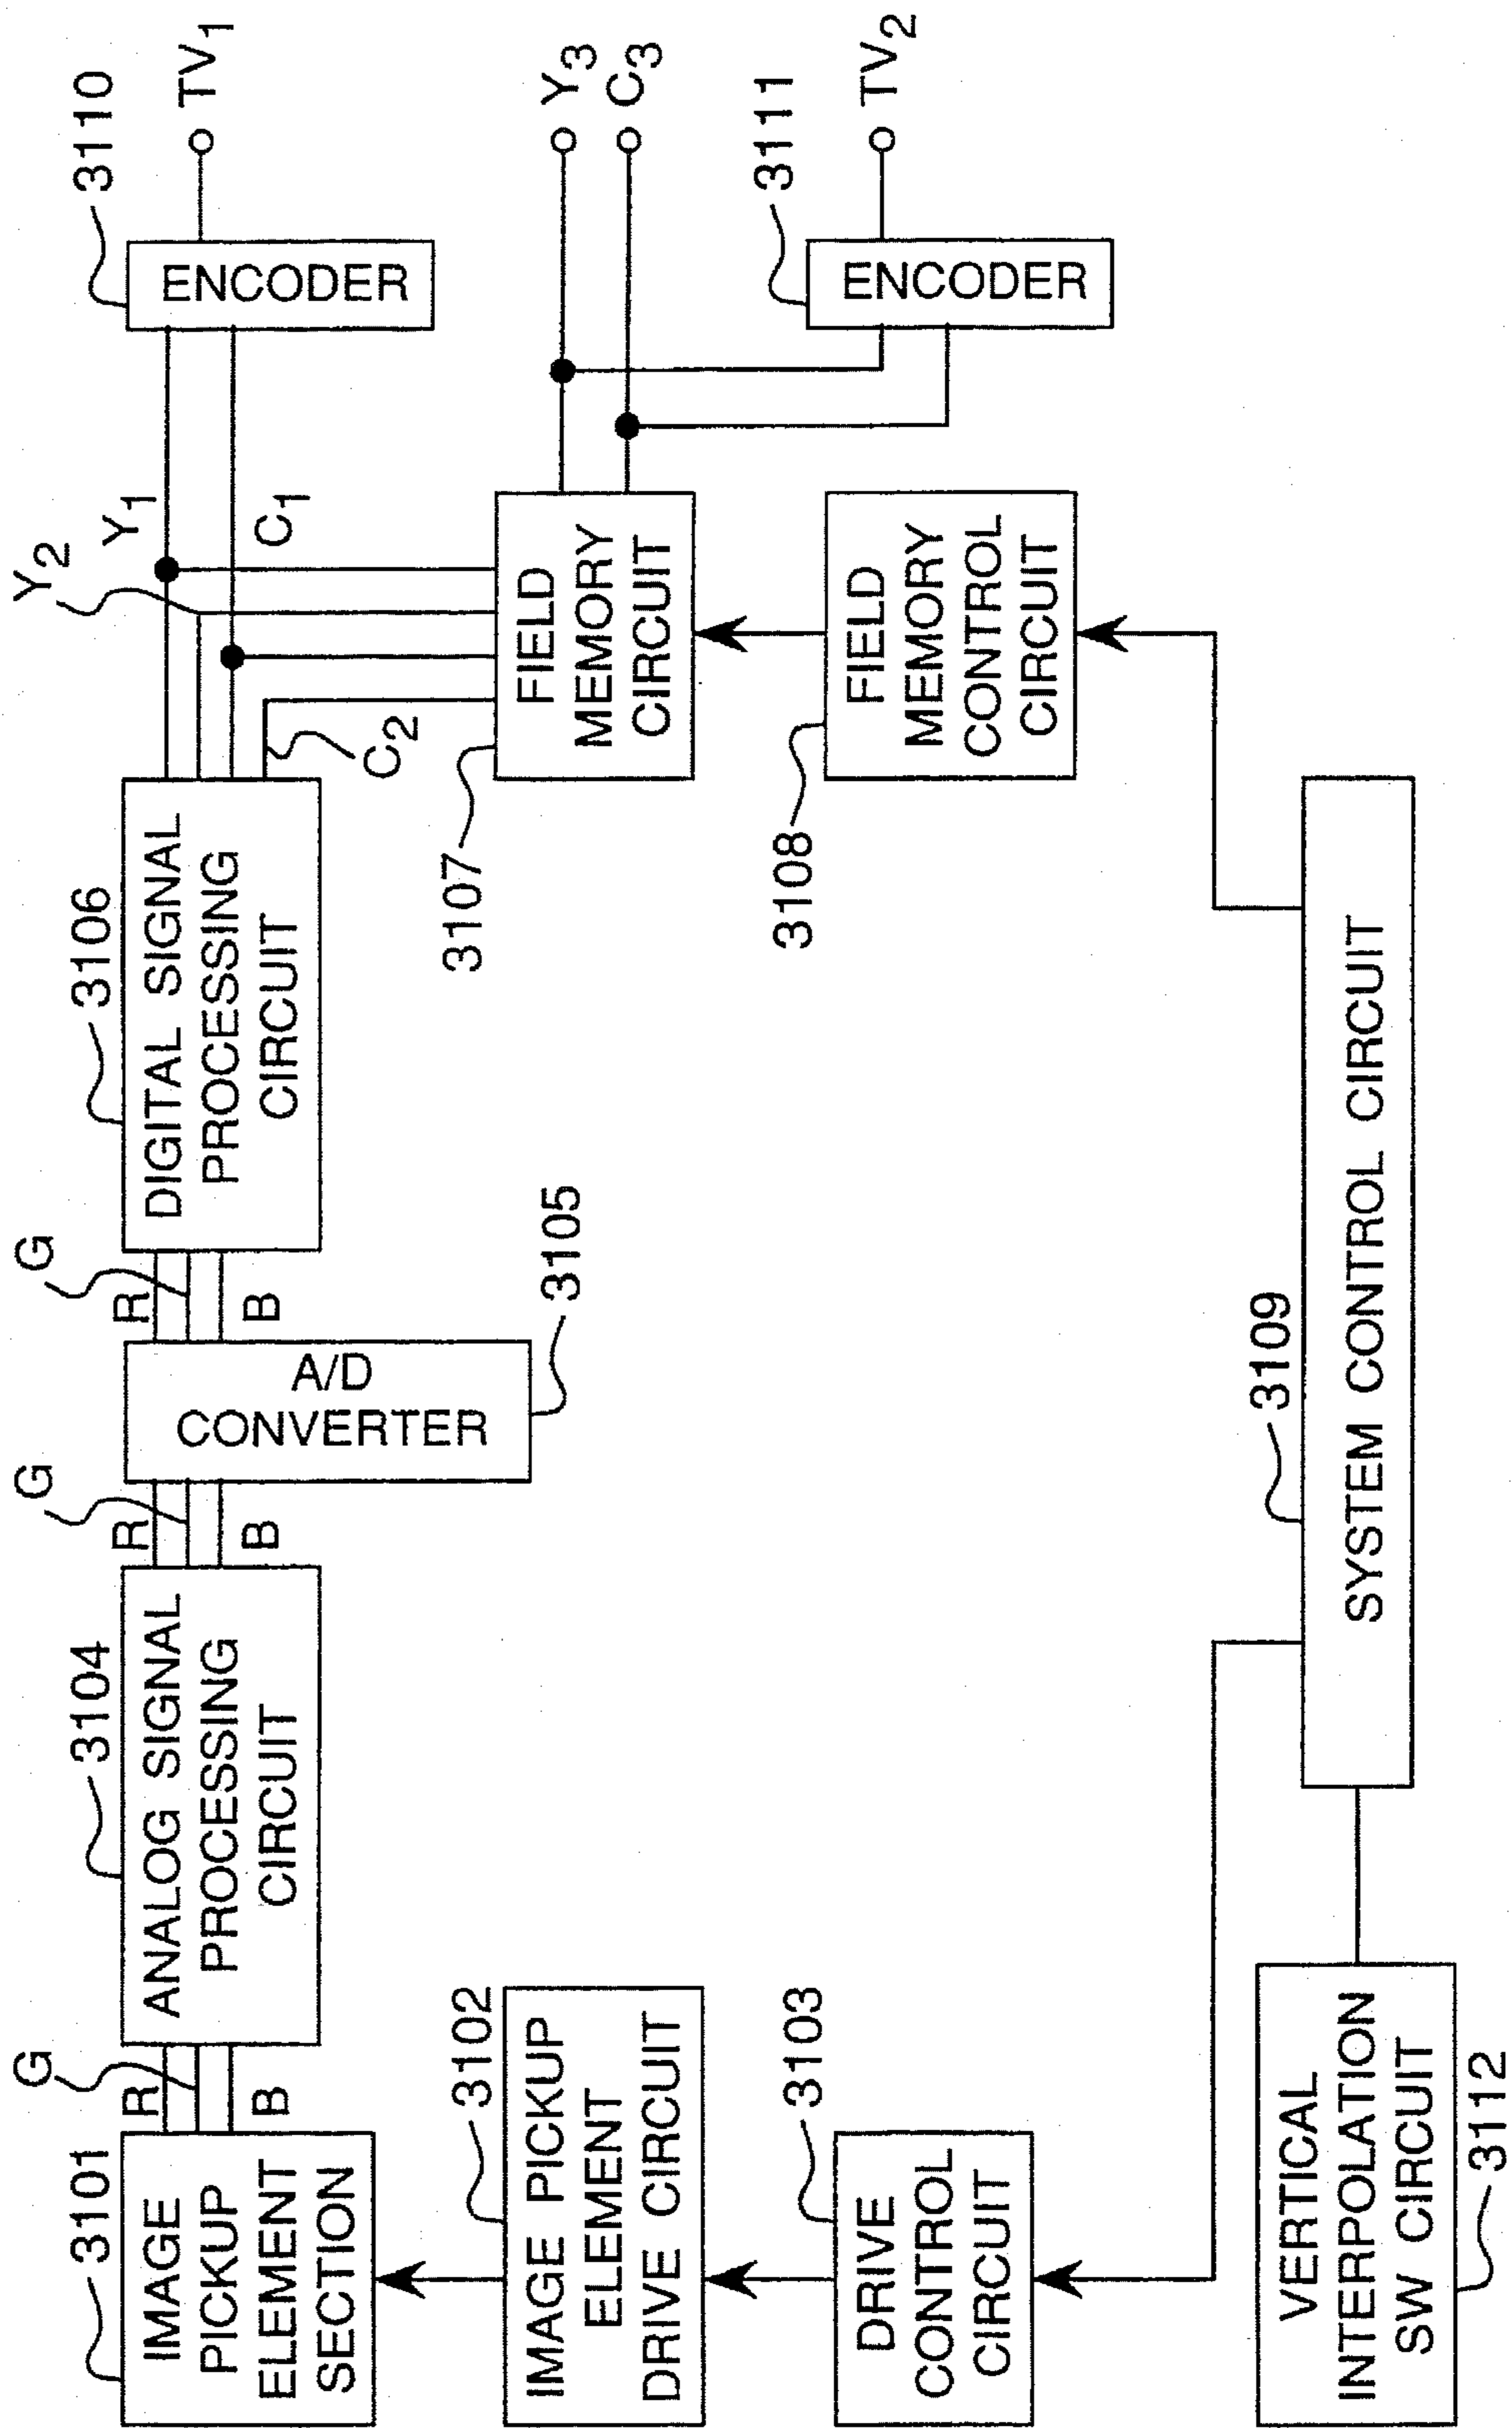 3101
IMAGE
PICKUP
ELEMENT
SECTION
R
G
B
3104
ANALOG SIGNAL
PROCESSING
CIRCUIT
R
G
B
A/D
CONVERTER
3105
R
G
B
3106
DIGITAL SIGNAL
PROCESSING
CIRCUIT
Y2
Y1
C1
C2
3110
ENCODER
TV1
3102
IMAGE PICKUP
ELEMENT
DRIVE CIRCUIT
3107
FIELD
MEMORY
CIRCUIT
Y3
C3
3111
ENCODER
TV2
3103
DRIVE
CONTROL
CIRCUIT
3108
FIELD
MEMORY
CONTROL
CIRCUIT
VERTICAL
INTERPOLATION
SW CIRCUIT
3112
3109
SYSTEM CONTROL CIRCUIT